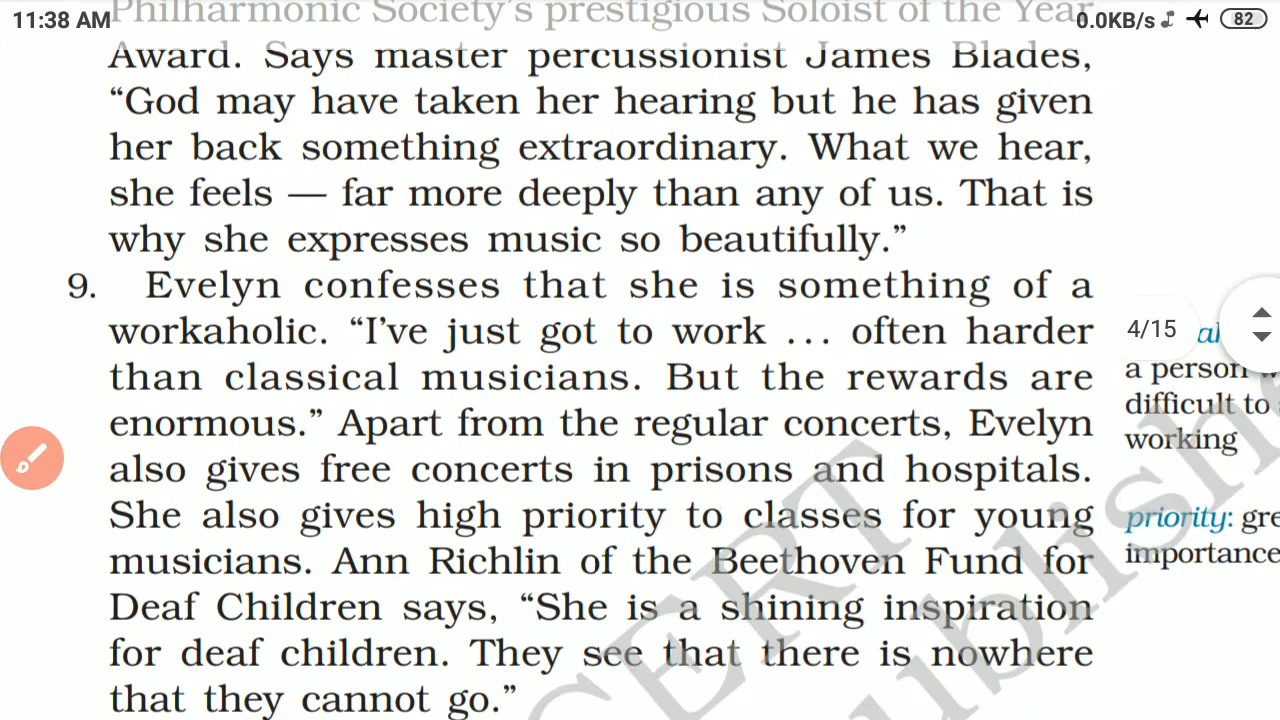 11:38 AM
0.0KB/s
82
Philharmonic Society's prestigious Soloist of the Year
Award. Says master percussionist James Blades,
“God may have taken her hearing but he has given
her back something extraordinary. What we hear,
she feels — far more deeply than any of us. That is
why she expresses music so beautifully.”
9. Evelyn confesses that she is something of a
workaholic. “I've just got to work … often harder
than classical musicians. But the rewards are
enormous.” Apart from the regular concerts, Evelyn
also gives free concerts in prisons and hospitals.
She also gives high priority to classes for young
musicians. Ann Richlin of the Beethoven Fund for
Deaf Children says, “She is a shining inspiration
for deaf children. They see that there is nowhere
that they cannot go.”
4/15
a person
difficult to
working
priority:
importance